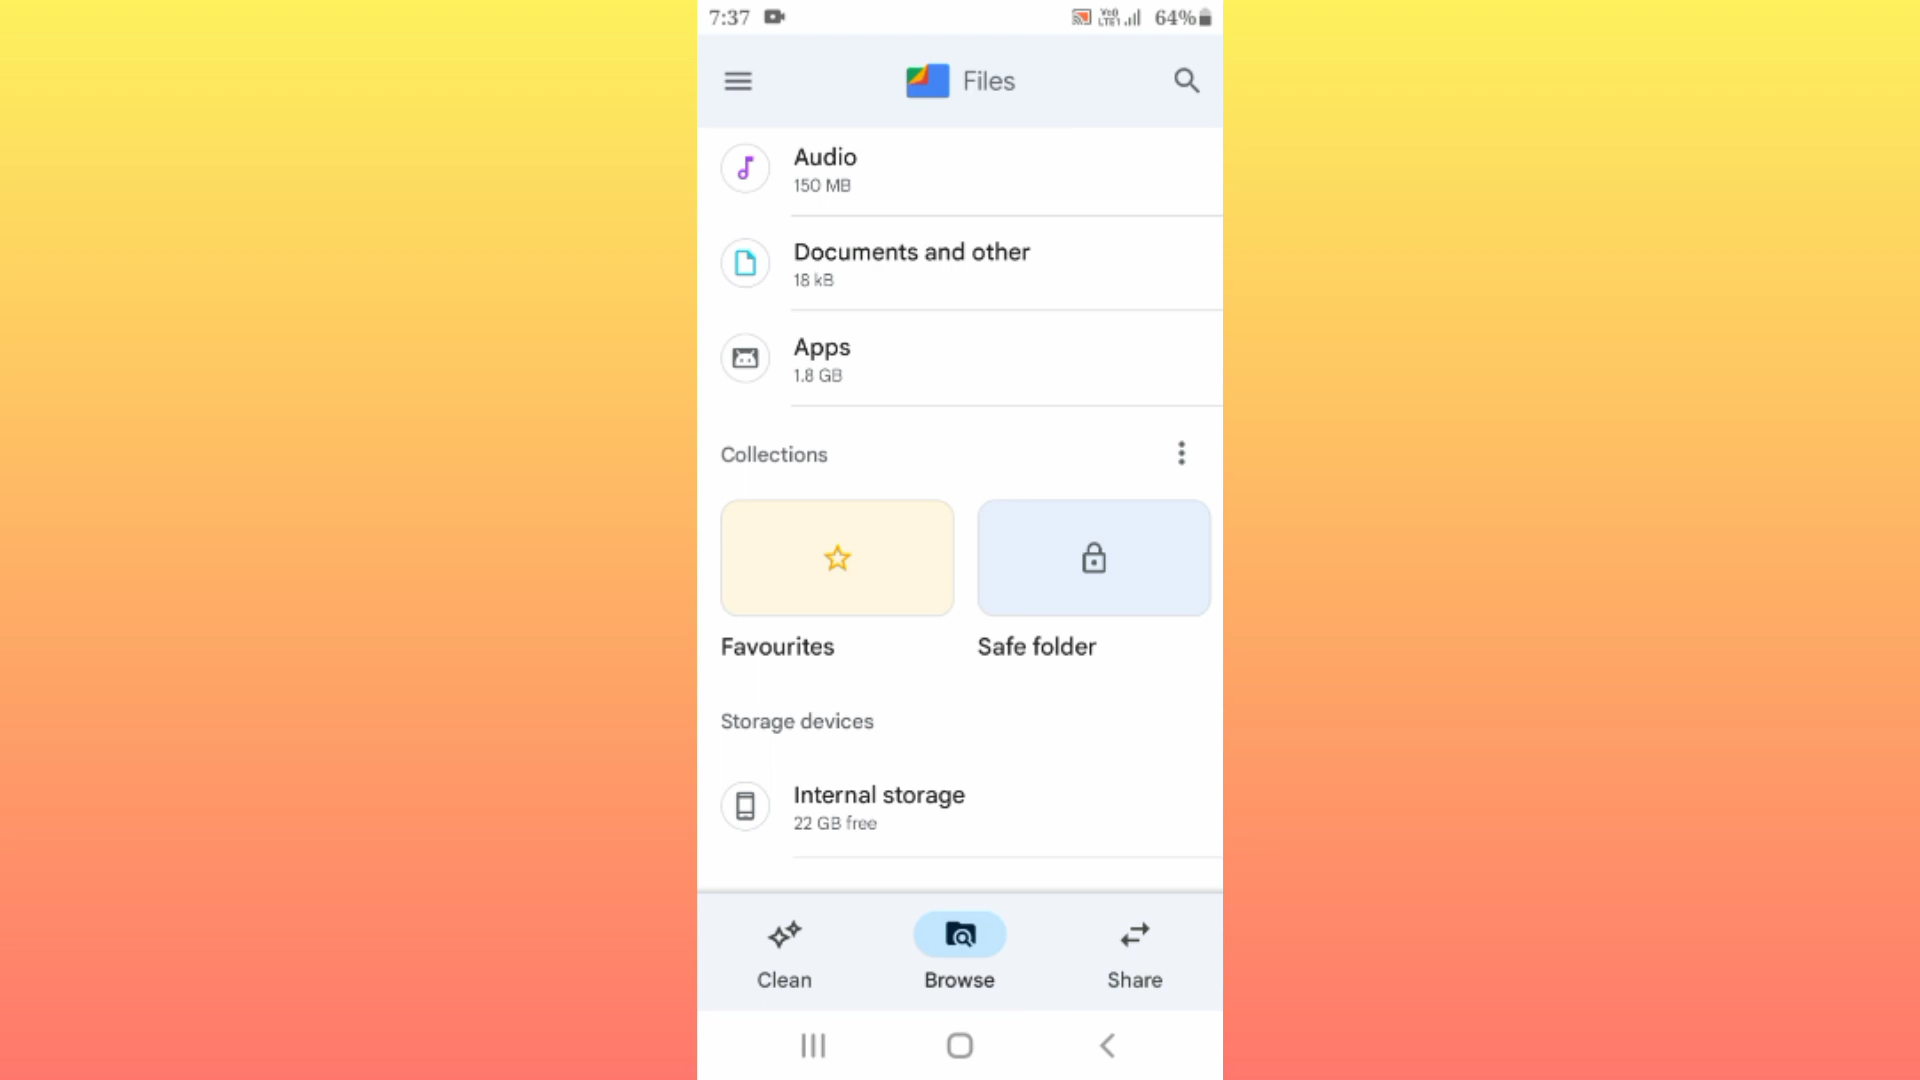 7:37 64%
Files
Audio
150 MB
Documents and other
18 kB
Apps
1.8 GB
Collections
Favourites Safe folder
Storage devices
Internal storage
22 GB free
Clean Browse Share